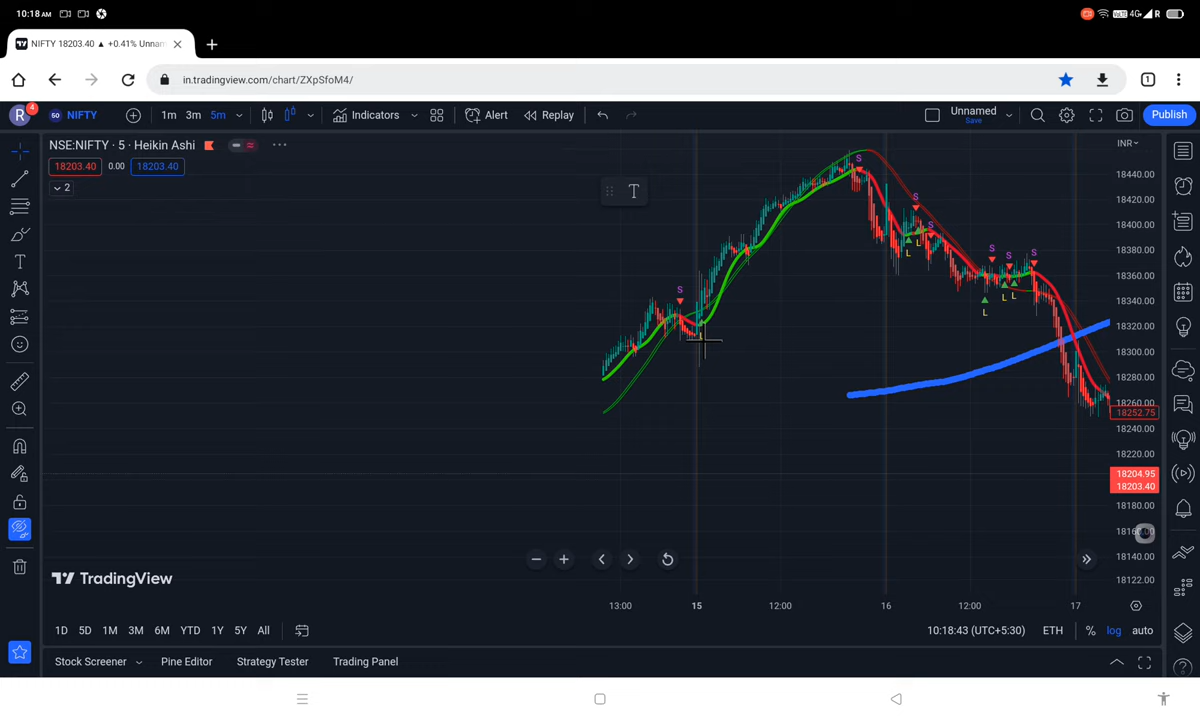 10:18 AM
4G R
NIFTY 18203.40 ▲ +0.41% Unnam
in.tradingview.com/chart/ZXpSfoM4/
1
R 4
50 NIFTY
1m 3m 5m
Indicators
Alert
Replay
Unnamed
Save
Publish
NSE:NIFTY · 5 · Heikin Ashi
INR
18203.40 0.00 18203.40
2
T
S
S
S
S
S
S
S
L
L
L
L
L
L
L
18440.00
18420.00
18400.00
18380.00
18360.00
18340.00
18320.00
18300.00
18280.00
18260.00
18252.75
18240.00
18220.00
18204.95
18203.40
18180.00
18140.00
18122.00
TradingView
13:00 15 12:00 16 12:00 17
1D 5D 1M 3M 6M YTD 1Y 5Y All
10:18:43 (UTC+5:30) ETH % log auto
Stock Screener Pine Editor Strategy Tester Trading Panel